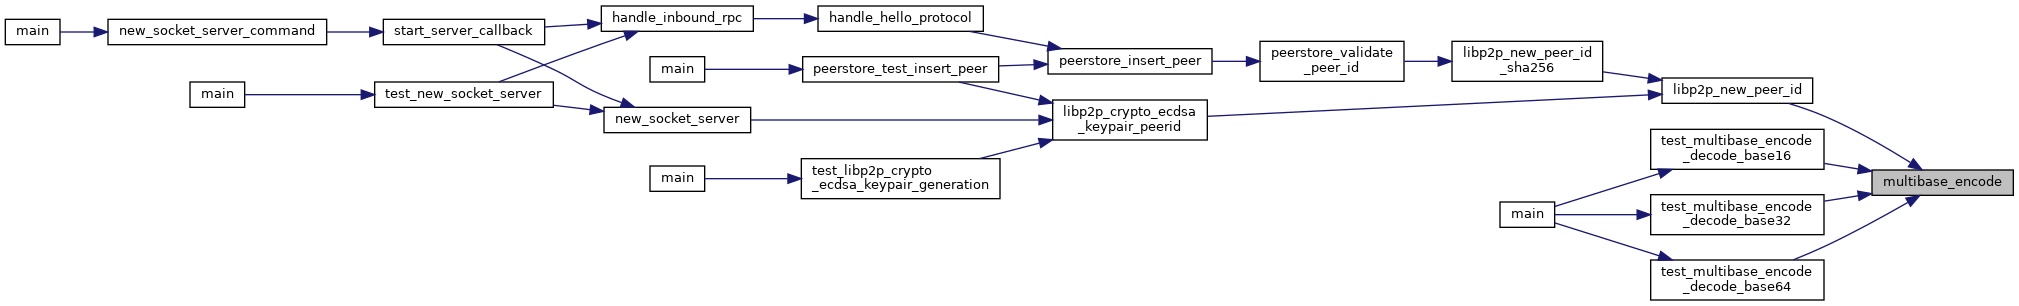 main
new_socket_server_command
start_server_callback
handle_inbound_rpc
handle_hello_protocol
main
test_new_socket_server
main
peerstore_test_insert_peer
peerstore_insert_peer
peerstore_validate
_peer_id
libp2p_new_peer_id
_sha256
libp2p_new_peer_id
new_socket_server
libp2p_crypto_ecdsa
_keypair_peerid
main
test_libp2p_crypto
_ecdsa_keypair_generation
test_multibase_encode
_decode_base16
multibase_encode
main
test_multibase_encode
_decode_base32
test_multibase_encode
_decode_base64